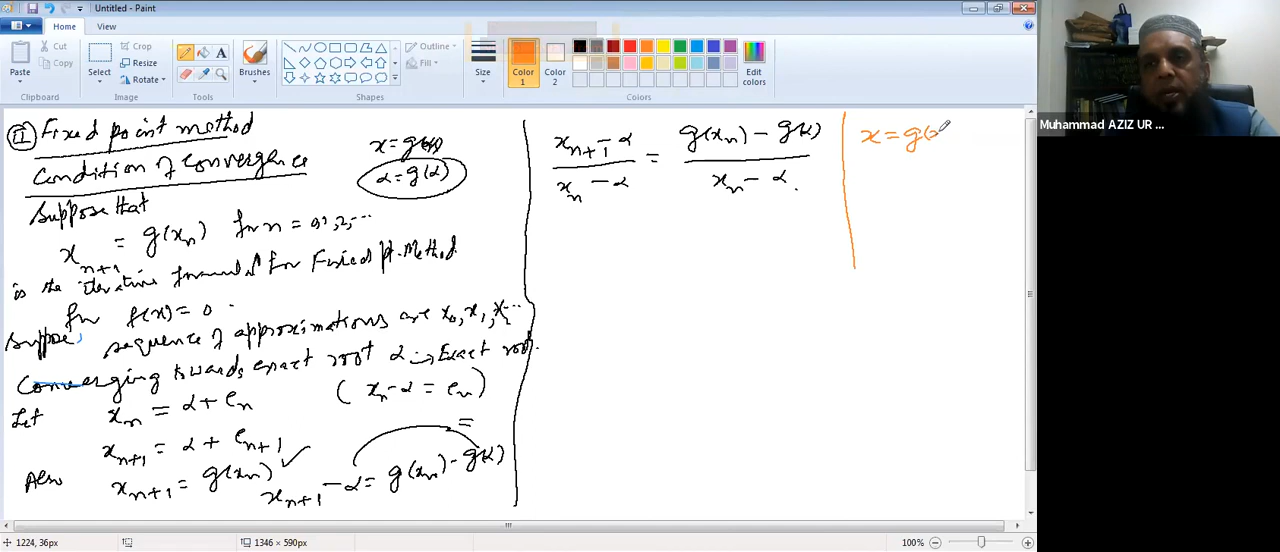 Untitled - Paint
Home
View
Cut
Copy
Paste
Clipboard
Crop
Resize
Rotate
Select
Image
Tools
Brushes
Outline
Fill
Shapes
Size
Color 1
Color 2
Edit colors
Colors
II Fixed point method
Condition of Convergence
x = g(x)
α = g(α)
Suppose that
x_{n+1} = g(x_n) for n = 0,1,2,...
is the iterative formula for Fixed pt. Method
for f(x) = 0.
Suppose, sequence of approximations are x_0, x_1, x_2...
Converging towards exact root α → Exact root.
Let x_n = α + e_n (x_n - α = e_n)
=
x_{n+1} = α + e_{n+1}
Also x_{n+1} = g(x_n) ✓ x_{n+1} - α = g(x_n) - g(α)
(x_{n+1} - α)/(x_n - α) = (g(x_n) - g(α))/(x_n - α).
x = g(
Muhammad AZIZ UR ...
1224, 36px
1346 × 590px
100%